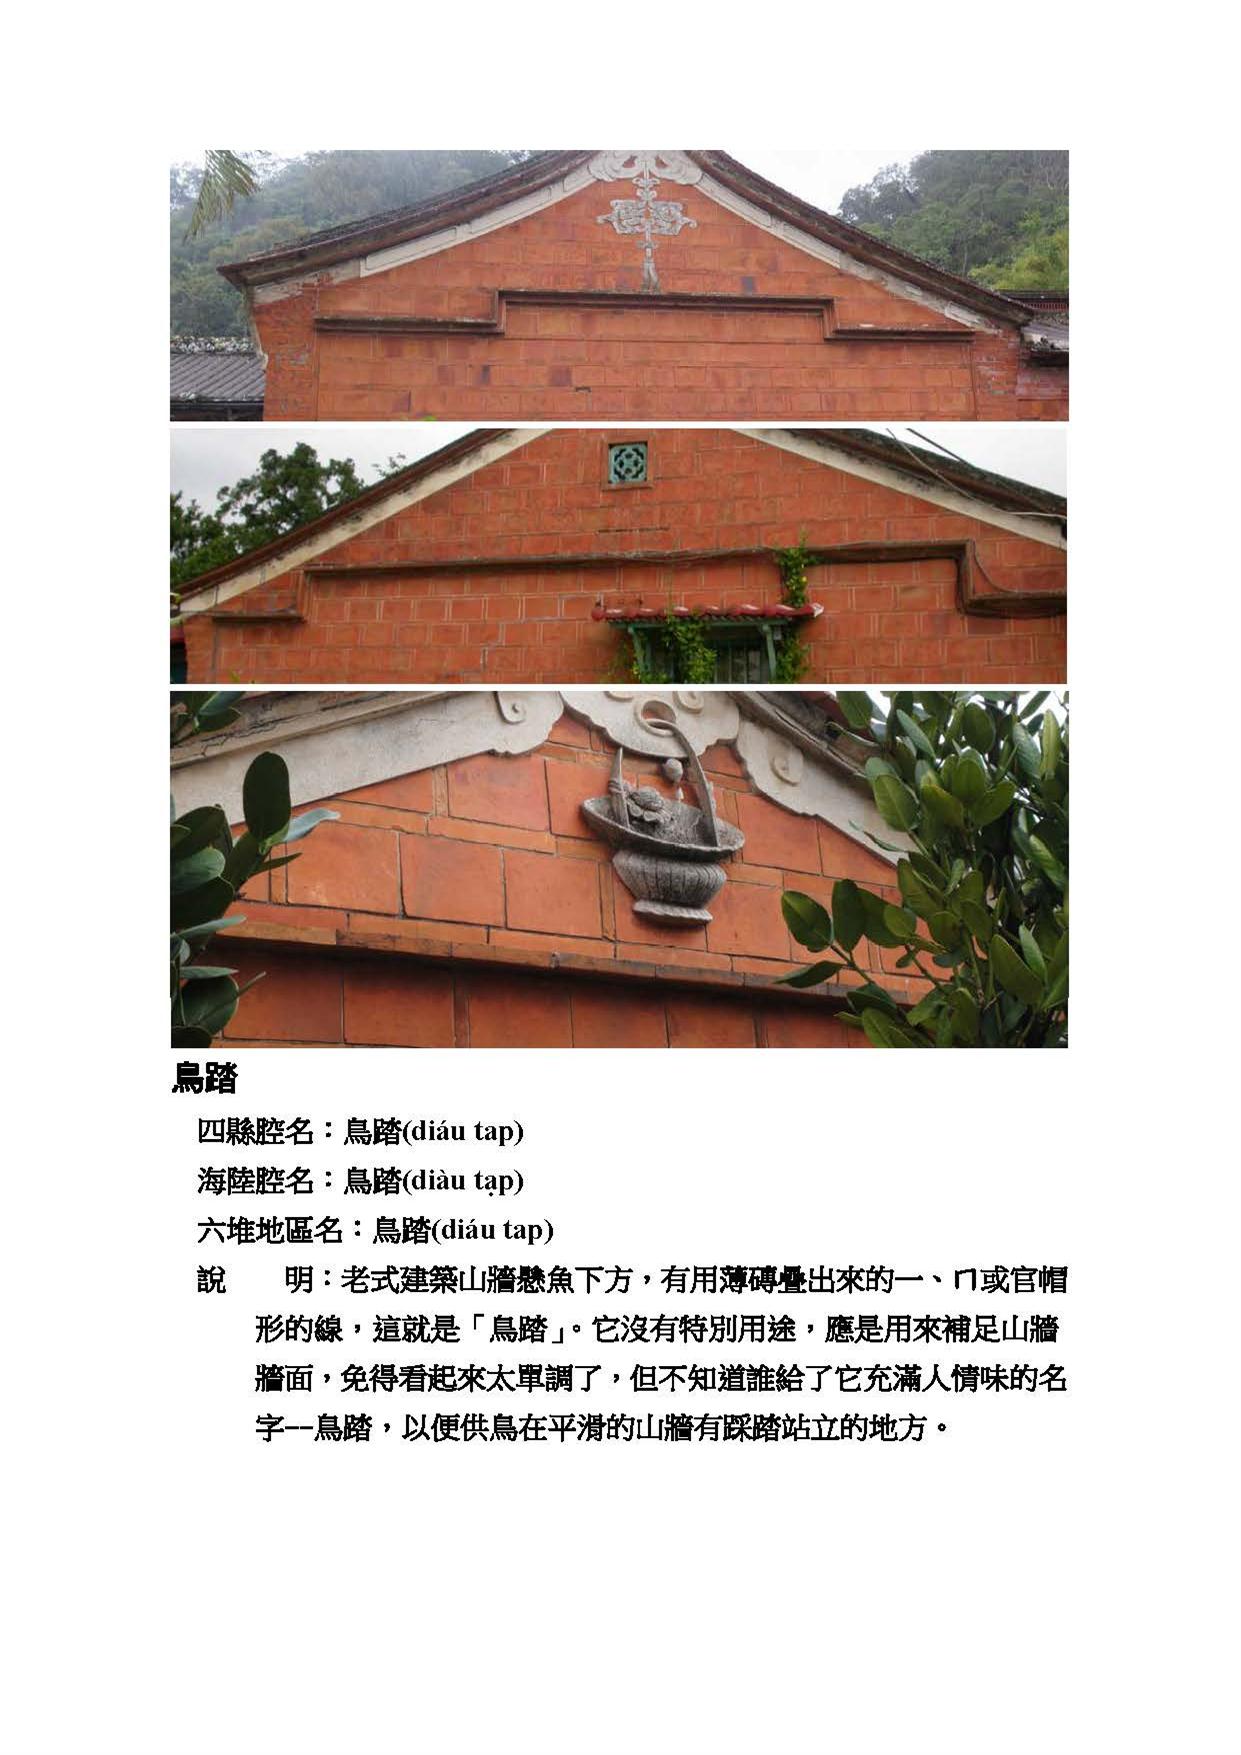 鳥踏
四縣腔名：鳥踏(diáu tap)
海陸腔名：鳥踏(diàu tạp)
六堆地區名：鳥踏(diáu tap)
說　　明：老式建築山牆懸魚下方，有用薄磚疊出來的一、ㄇ或官帽
形的線，這就是「鳥踏」。它沒有特別用途，應是用來補足山牆
牆面，免得看起來太單調了，但不知道誰給了它充滿人情味的名
字--鳥踏，以便供鳥在平滑的山牆有踩踏站立的地方。